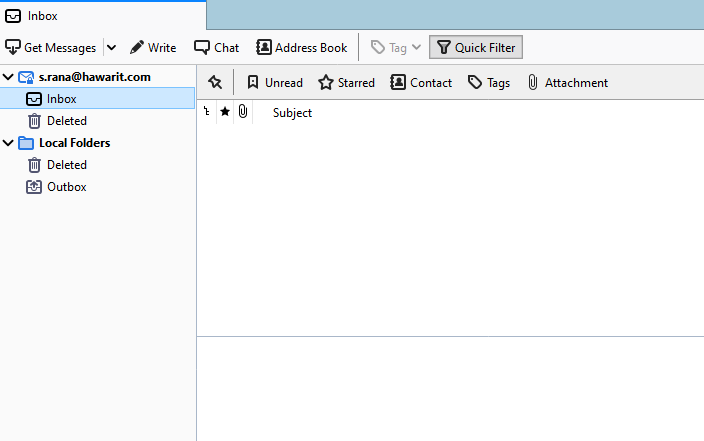 Inbox
Get Messages Write Chat Address Book Tag Quick Filter
s.rana@hawarit.com
Inbox
Deleted
Local Folders
Deleted
Outbox
Unread Starred Contact Tags Attachment
Subject